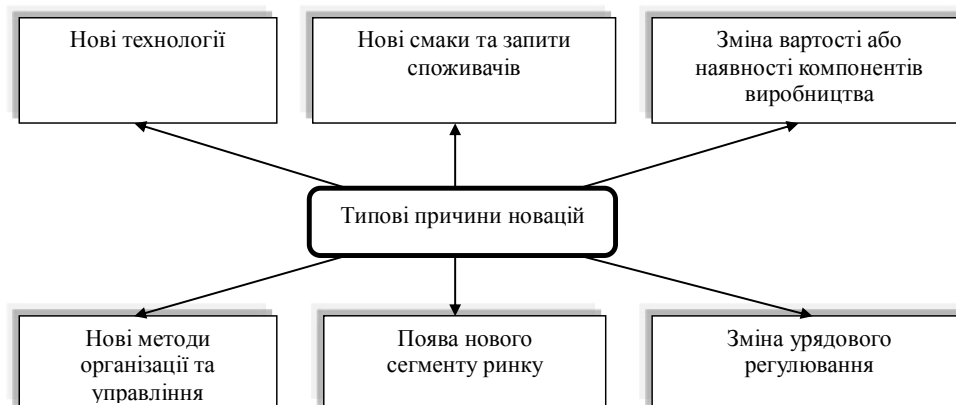 Нові технології
Нові смаки та запити
споживачів
Зміна вартості або
наявності компонентів
виробництва
Типові причини новацій
Нові методи
організації та
управління
Поява нового
сегменту ринку
Зміна урядового
регулювання